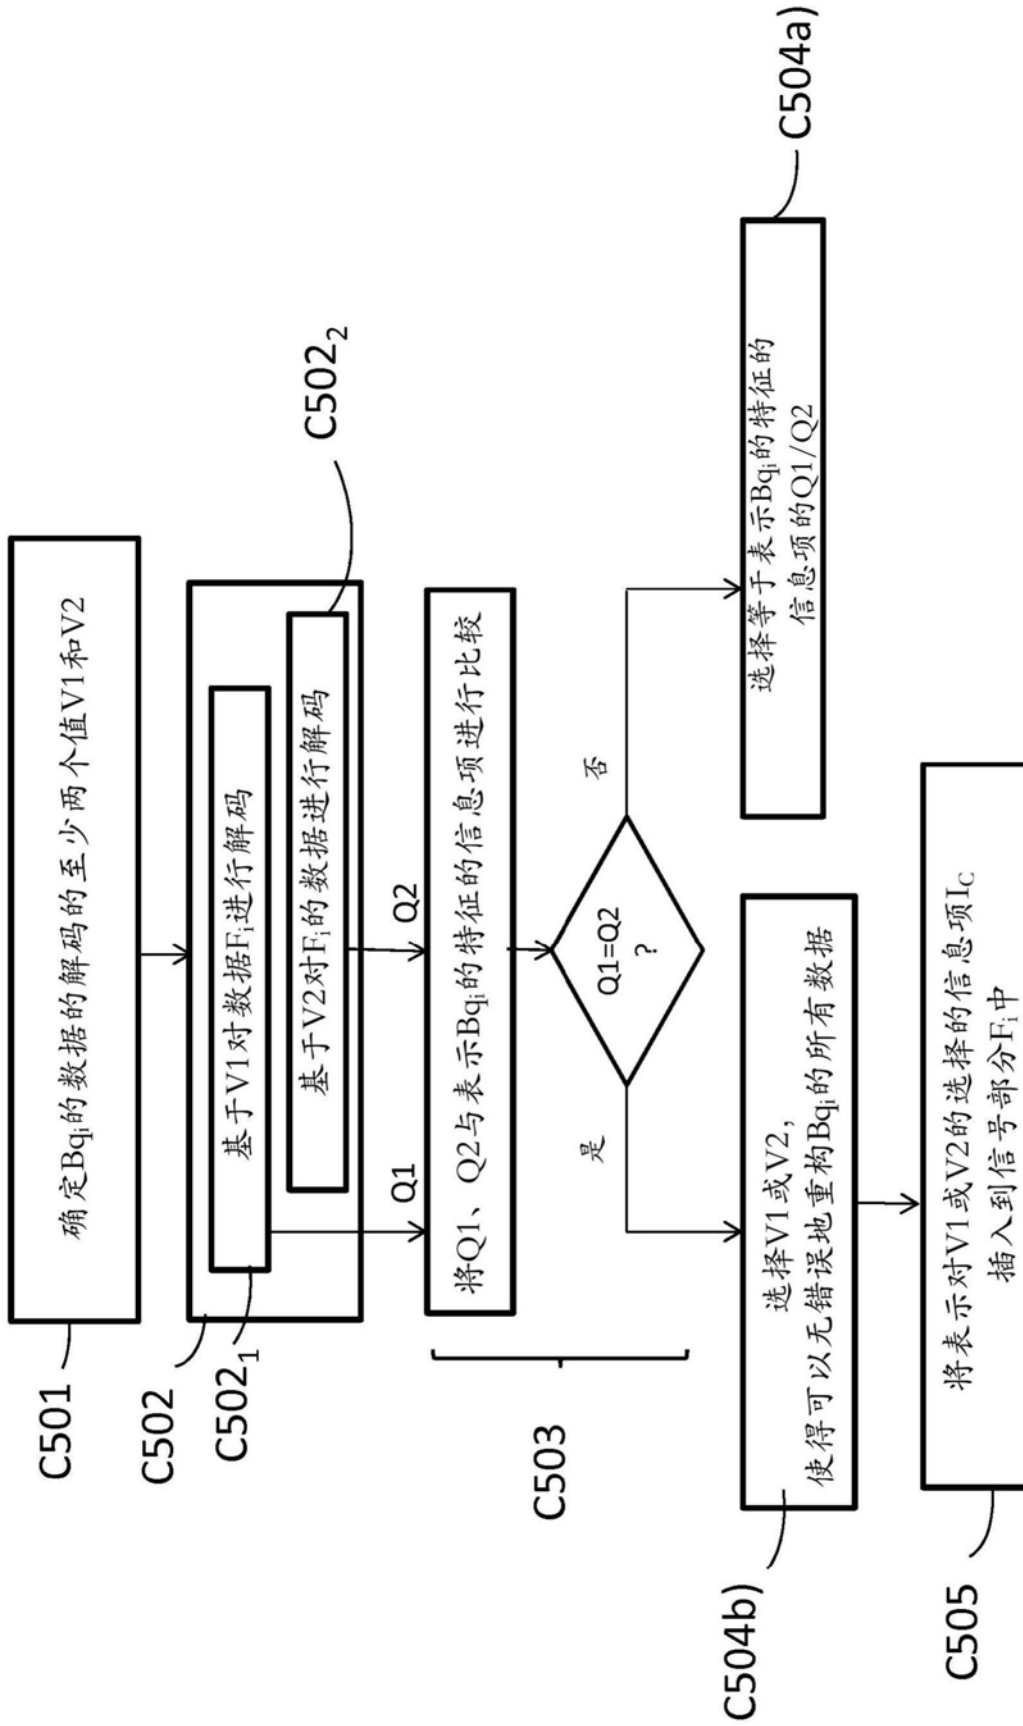 C501
确定Bqi的数据的解码的至少两个值V1和V2
C502
C5021
基于V1对数据Fi进行解码
基于V2对Fi的数据进行解码
C5022
Q1
Q2
C503
将Q1、Q2与表示Bqi的特征的信息项进行比较
Q1=Q2
?
是
否
C504b)
选择V1或V2,
使得可以无错误地重构Bqi的所有数据
选择等于表示Bqi的特征的
信息项的Q1/Q2
C504a)
C505
将表示对V1或V2的选择的信息项IC
插入到信号部分Fi中